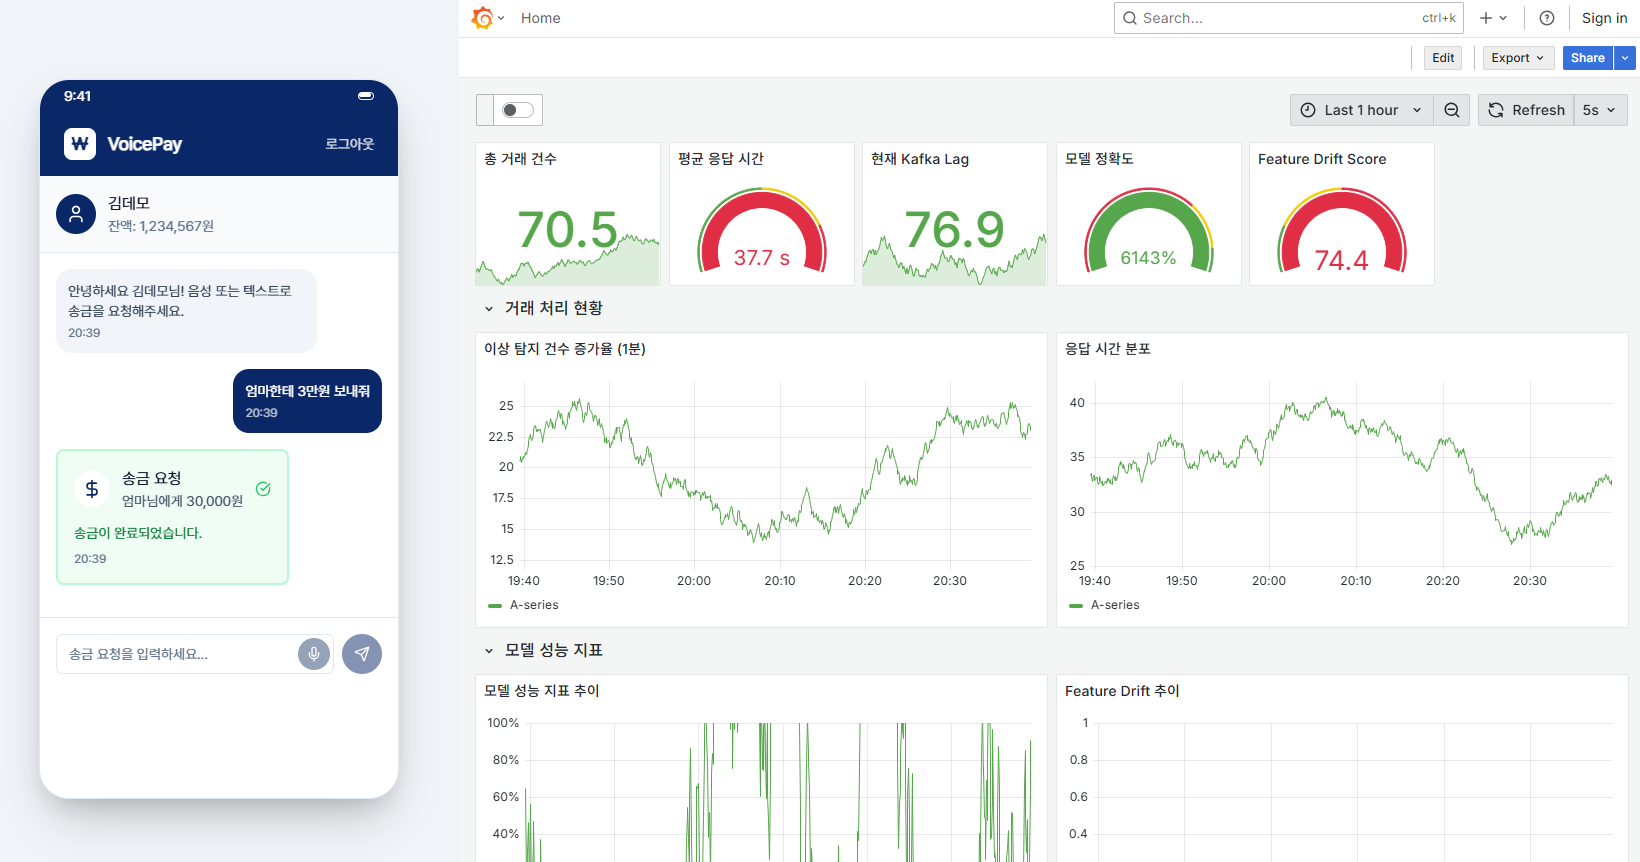 9:41
₩ VoicePay
로그아웃
김데모
잔액: 1,234,567원
안녕하세요 김데모님! 음성 또는 텍스트로
송금을 요청해주세요.
20:39
엄마한테 3만원 보내줘
20:39
송금 요청
엄마님에게 30,000원
송금이 완료되었습니다.
20:39
송금 요청을 입력하세요...
Home
Search...
ctrl+k
Sign in
Edit
Export
Share
Last 1 hour
Refresh
5s
총 거래 건수
70.5
평균 응답 시간
37.7 s
현재 Kafka Lag
76.9
모델 정확도
6143%
Feature Drift Score
74.4
거래 처리 현황
이상 탐지 건수 증가율 (1분)
25
22.5
20
17.5
15
12.5
19:40
19:50
20:00
20:10
20:20
20:30
A-series
응답 시간 분포
40
35
30
25
19:40
19:50
20:00
20:10
20:20
20:30
A-series
모델 성능 지표
모델 성능 지표 추이
100%
80%
60%
40%
Feature Drift 추이
1
0.8
0.6
0.4